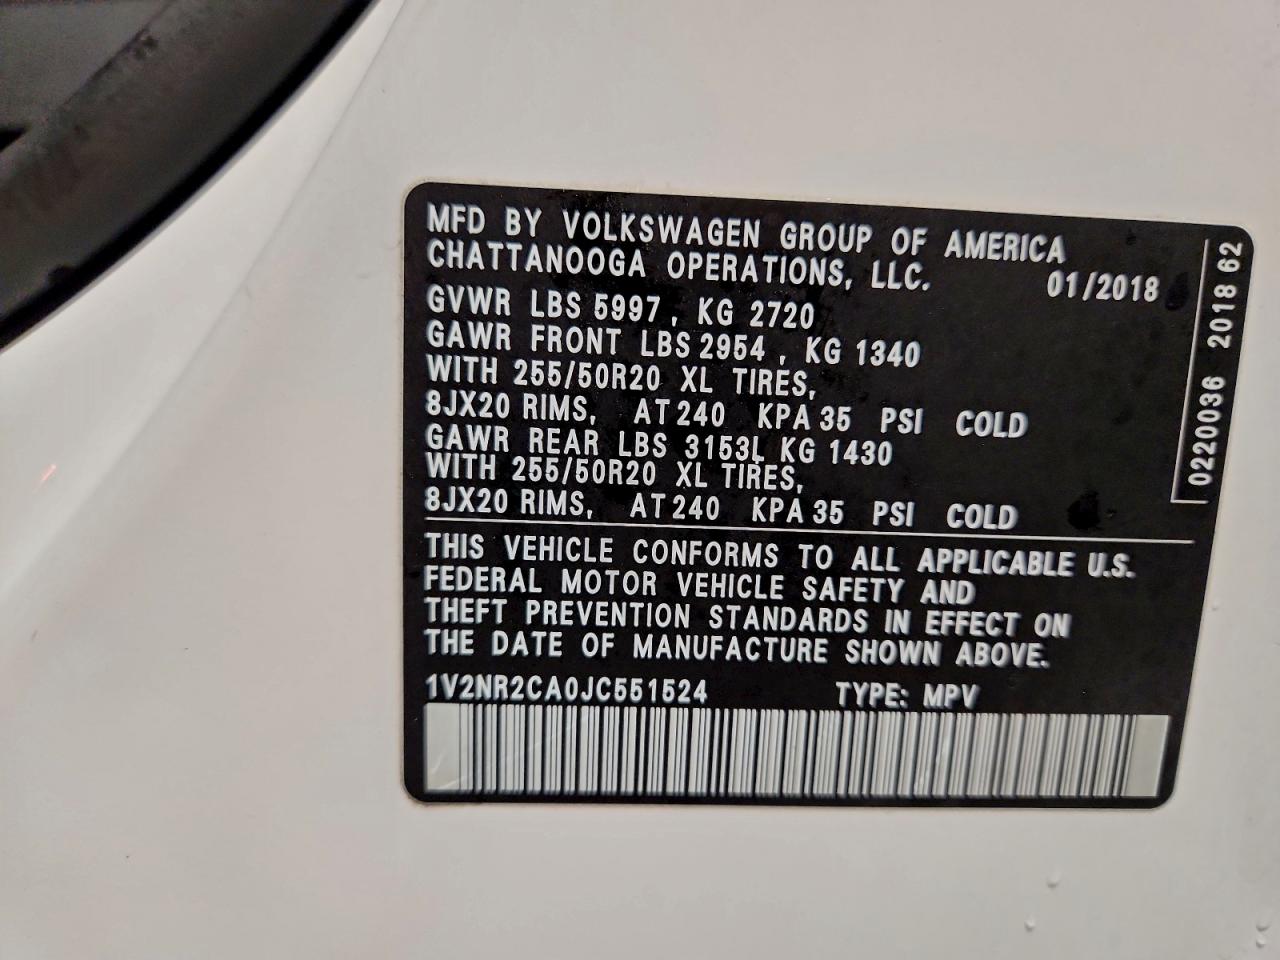 MFD BY VOLKSWAGEN GROUP OF AMERICA
CHATTANOOGA OPERATIONS, LLC. 01/2018
GVWR LBS 5997 , KG 2720
GAWR FRONT LBS 2954 , KG 1340
WITH 255/50R20 XL TIRES,
8JX20 RIMS, AT 240 KPA 35 PSI COLD
GAWR REAR LBS 3153L KG 1430
WITH 255/50R20 XL TIRES,
8JX20 RIMS, AT 240 KPA 35 PSI COLD
THIS VEHICLE CONFORMS TO ALL APPLICABLE U.S.
FEDERAL MOTOR VEHICLE SAFETY AND
THEFT PREVENTION STANDARDS IN EFFECT ON
THE DATE OF MANUFACTURE SHOWN ABOVE.
1V2NR2CA0JC551524 TYPE: MPV
0220036 2018 62